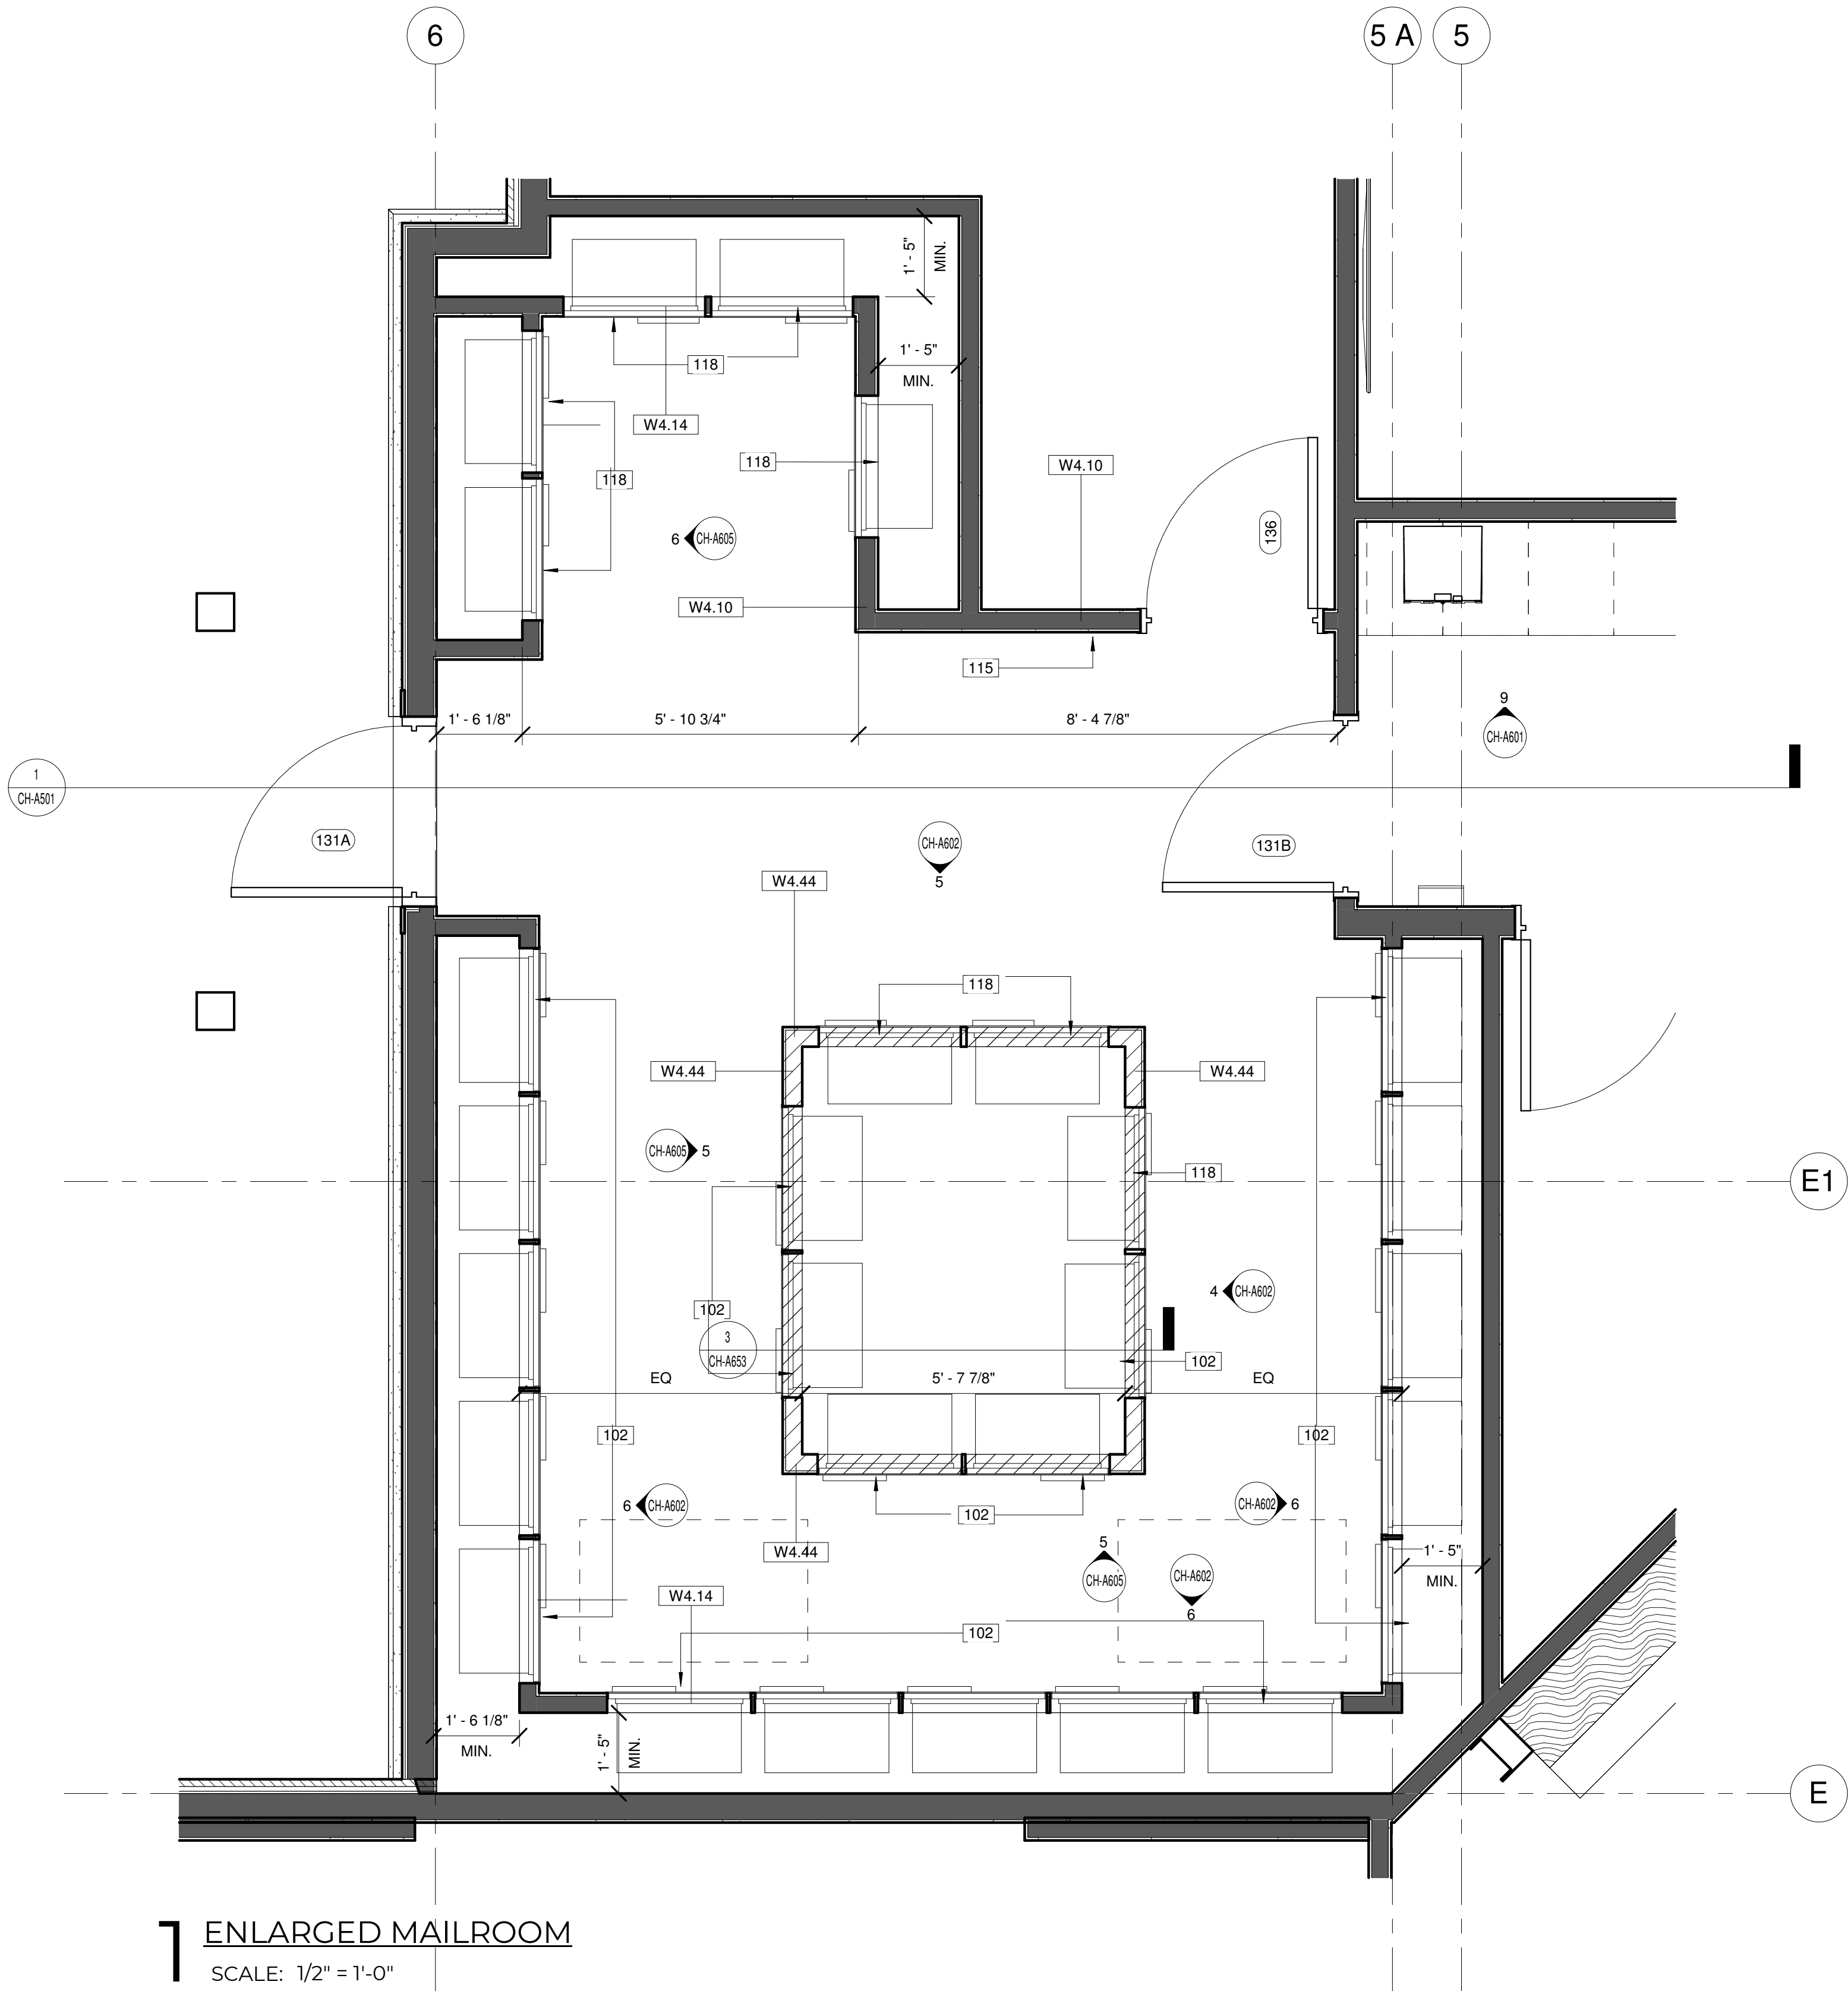 6
5 A
5
1' - 5"
MIN.
118
1' - 5"
MIN.
W4.14
118
118
W4.10
136
6
CH-A605
W4.10
115
1' - 6 1/8"
5' - 10 3/4"
8' - 4 7/8"
9
CH-A601
1
CH-A501
131A
CH-A602
5
131B
W4.44
118
W4.44
W4.44
CH-A605
5
118
E1
4
CH-A602
102
3
CH-A653
102
EQ
5' - 7 7/8"
EQ
102
102
6
CH-A602
CH-A602
6
102
W4.44
5
CH-A605
CH-A602
6
1' - 5"
MIN.
W4.14
102
1' - 6 1/8"
MIN.
1' - 5"
MIN.
E
1
ENLARGED MAILROOM
SCALE: 1/2" = 1'-0"